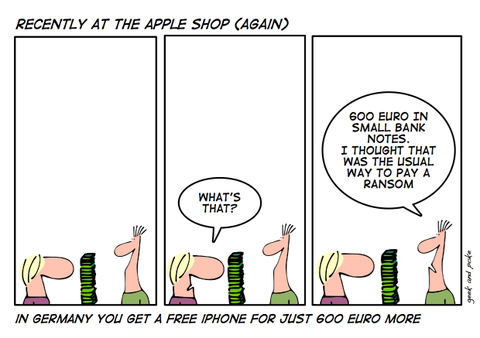 RECENTLY AT THE APPLE SHOP (AGAIN)
WHAT'S
THAT?
600 EURO IN
SMALL BANK
NOTES.
I THOUGHT THAT
WAS THE USUAL
WAY TO PAY A
RANSOM
geek and poke
IN GERMANY YOU GET A FREE IPHONE FOR JUST 600 EURO MORE